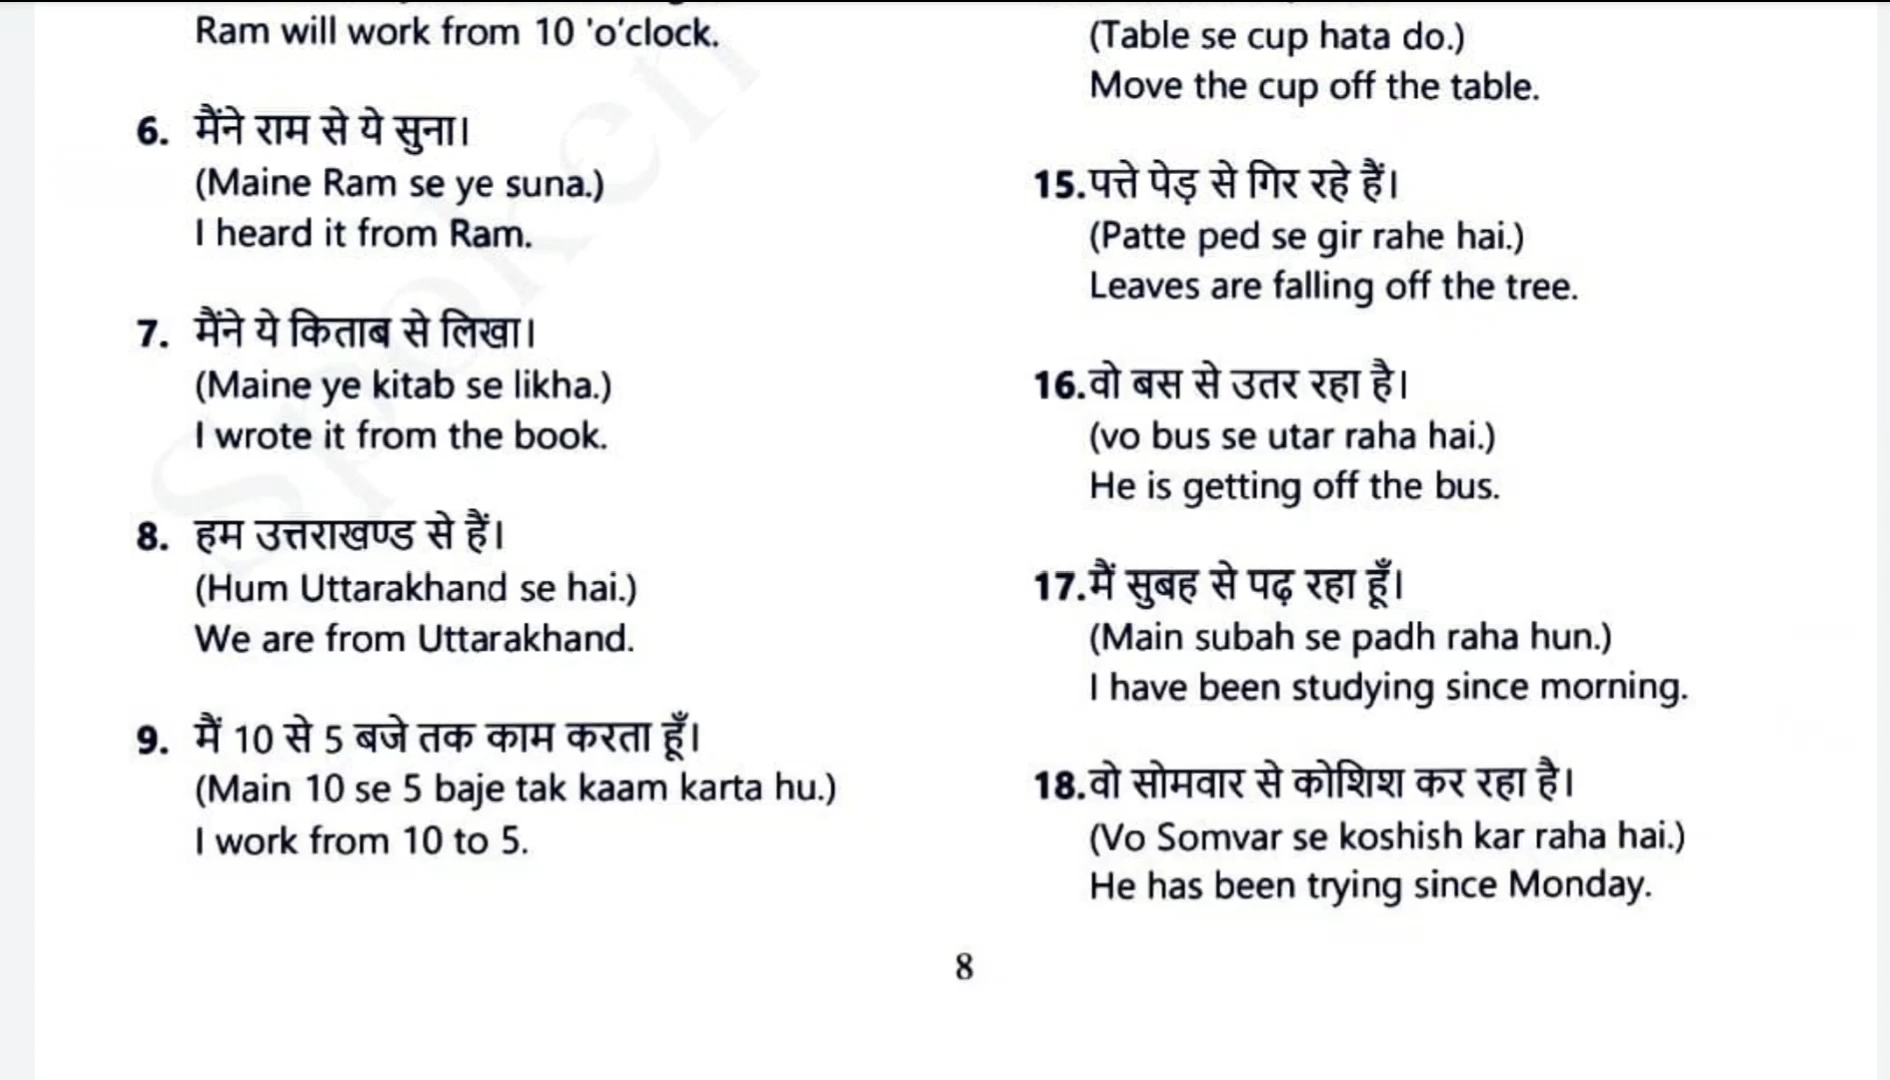 Ram will work from 10 'o'clock.
6. मैंने राम से ये सुना।
(Maine Ram se ye suna.)
I heard it from Ram.
7. मैंने ये किताब से लिखा।
(Maine ye kitab se likha.)
I wrote it from the book.
8. हम उत्तराखण्ड से हैं।
(Hum Uttarakhand se hai.)
We are from Uttarakhand.
9. मैं 10 से 5 बजे तक काम करता हूँ।
(Main 10 se 5 baje tak kaam karta hu.)
I work from 10 to 5.
(Table se cup hata do.)
Move the cup off the table.
15.पत्ते पेड़ से गिर रहे हैं।
(Patte ped se gir rahe hai.)
Leaves are falling off the tree.
16.वो बस से उतर रहा है।
(vo bus se utar raha hai.)
He is getting off the bus.
17.मैं सुबह से पढ़ रहा हूँ।
(Main subah se padh raha hun.)
I have been studying since morning.
18.वो सोमवार से कोशिश कर रहा है।
(Vo Somvar se koshish kar raha hai.)
He has been trying since Monday.
8
Spoken